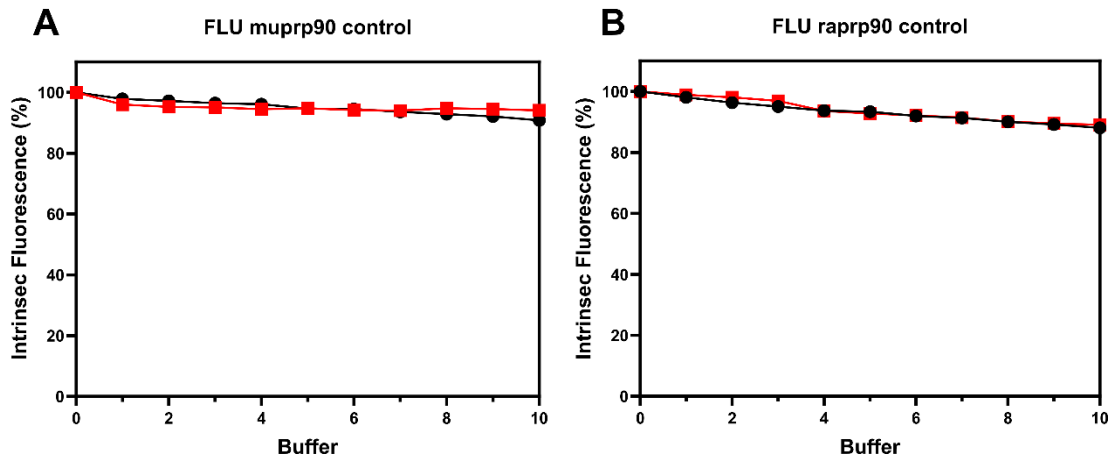 A
FLU muprp90 control
Intrinsec Fluorescence (%)
100
80
60
40
20
0
0 2 4 6 8 10
Buffer
B
FLU raprp90 control
Intrinsec Fluorescence (%)
100
80
60
40
20
0
0 2 4 6 8 10
Buffer